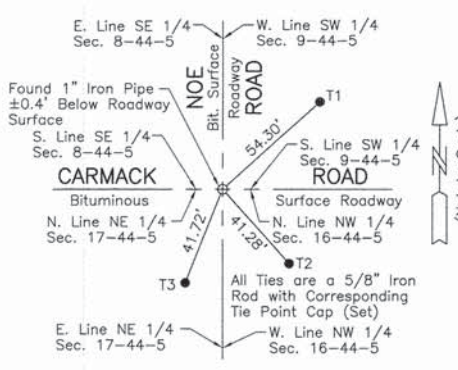 E. Line SE 1/4
Sec. 8-44-5
W. Line SW 1/4
Sec. 9-44-5
NOE
Bit. Surface
Roadway
ROAD
Found 1" Iron Pipe
±0.4' Below Roadway
Surface
T1
54.30'
S. Line SE 1/4
Sec. 8-44-5
S. Line SW 1/4
Sec. 9-44-5
CARMACK
Bituminous
ROAD
Surface Roadway
N. Line NE 1/4
Sec. 17-44-5
N. Line NW 1/4
Sec. 16-44-5
41.72'
41.28'
T2
T3
All Ties are a 5/8" Iron
Rod with Corresponding
Tie Point Cap (Set)
E. Line NE 1/4
Sec. 17-44-5
W. Line NW 1/4
Sec. 16-44-5
N